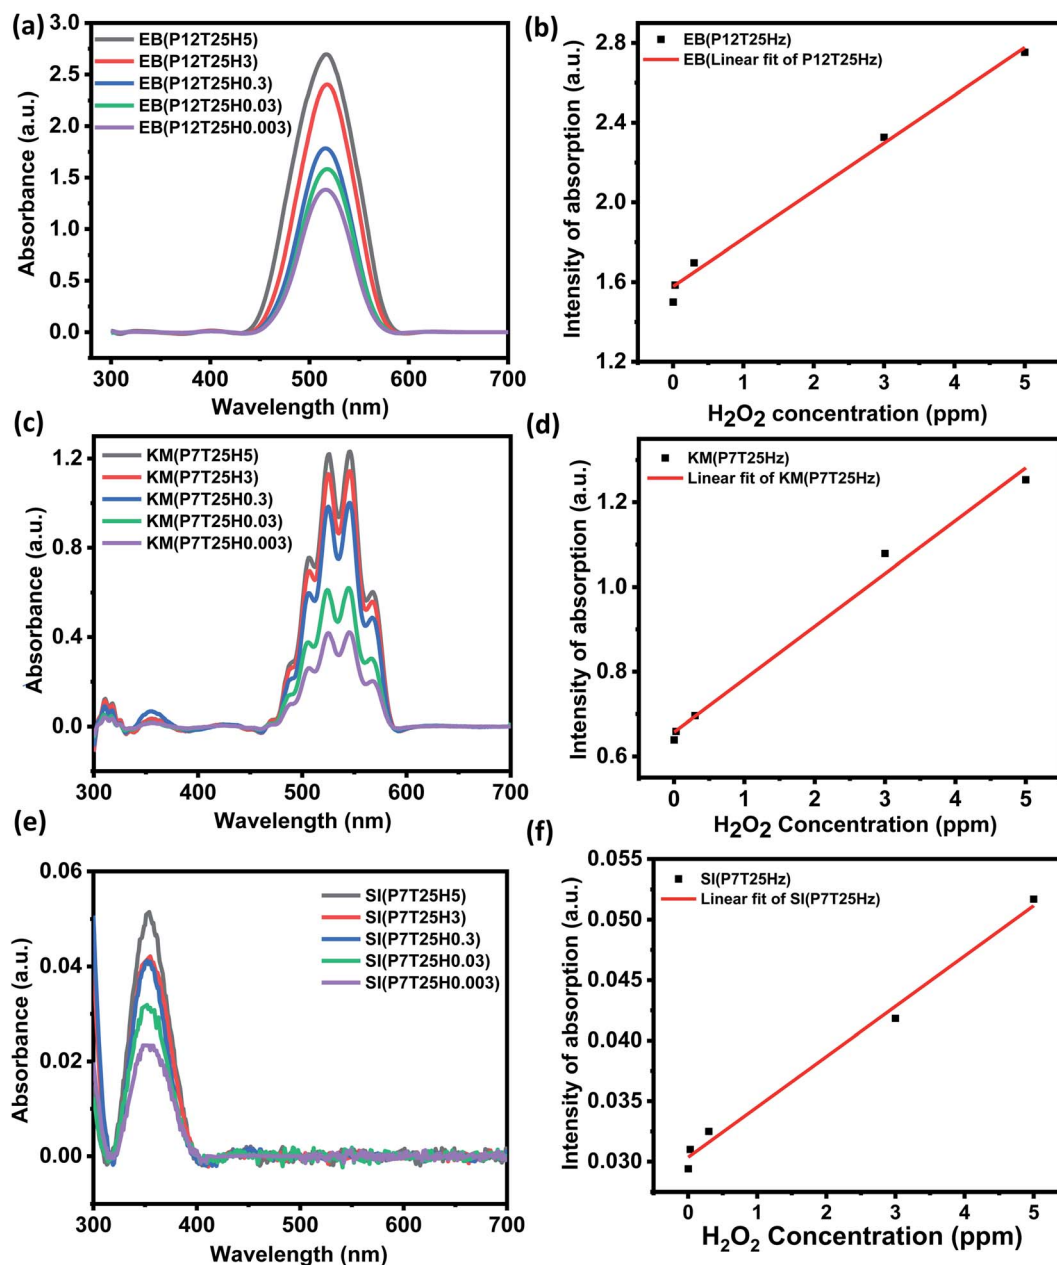 (a)
3.0
2.5
2.0
1.5
1.0
0.5
0.0
Absorbance (a.u.)
EB(P12T25H5)
EB(P12T25H3)
EB(P12T25H0.3)
EB(P12T25H0.03)
EB(P12T25H0.003)
300 400 500 600 700
Wavelength (nm)
(b)
2.8
2.4
2.0
1.6
1.2
Intensity of absorption (a.u.)
EB(P12T25Hz)
EB(Linear fit of P12T25Hz)
0 1 2 3 4 5
H₂O₂ concentration (ppm)
(c)
1.2
0.8
0.4
0.0
Absorbance (a.u.)
KM(P7T25H5)
KM(P7T25H3)
KM(P7T25H0.3)
KM(P7T25H0.03)
KM(P7T25H0.003)
300 400 500 600 700
Wavelength (nm)
(d)
1.2
1.0
0.8
0.6
Intensity of absorption (a.u.)
KM(P7T25Hz)
Linear fit of KM(P7T25Hz)
0 1 2 3 4 5
H₂O₂ Concentration (ppm)
(e)
0.06
0.04
0.02
0.00
Absorbance (a.u.)
SI(P7T25H5)
SI(P7T25H3)
SI(P7T25H0.3)
SI(P7T25H0.03)
SI(P7T25H0.003)
300 400 500 600 700
Wavelength (nm)
(f)
0.055
0.050
0.045
0.040
0.035
0.030
Intensity of absorption (a.u.)
SI(P7T25Hz)
Linear fit of SI(P7T25Hz)
0 1 2 3 4 5
H₂O₂ Concentration (ppm)